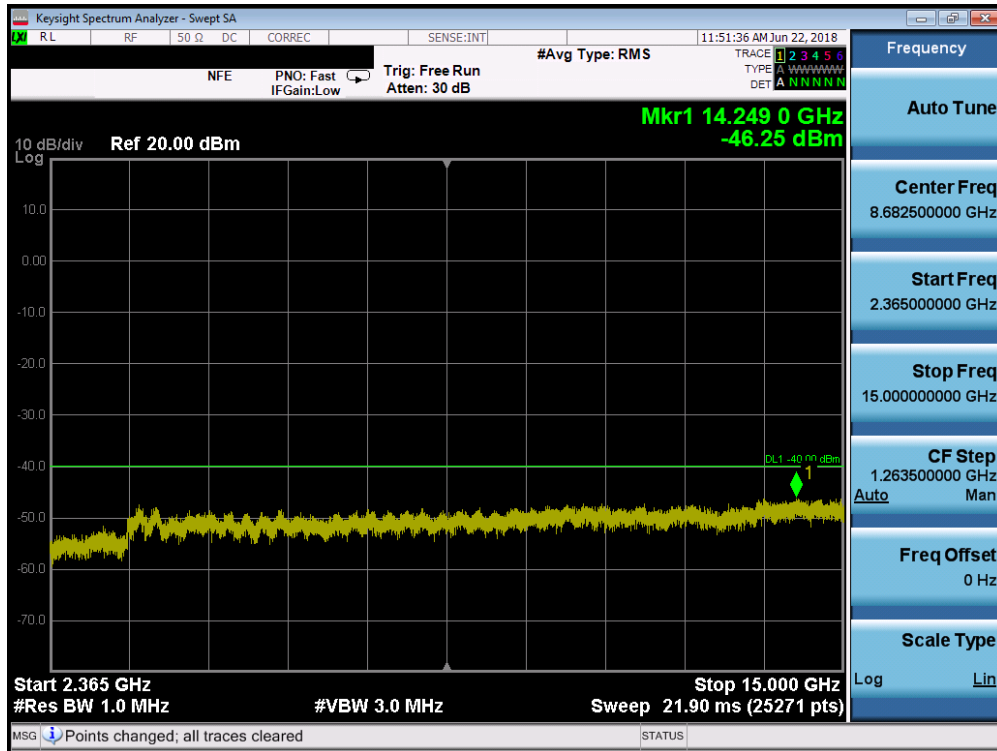 Keysight Spectrum Analyzer - Swept SA
LXI RL RF 50 Ω DC CORREC SENSE:INT 11:51:36 AM Jun 22, 2018
NFE PNO: Fast Trig: Free Run #Avg Type: RMS TRACE 1 2 3 4 5 6
IFGain:Low Atten: 30 dB TYPE A WWWWW
DET A N N N N N
Mkr1 14.249 0 GHz
-46.25 dBm
10 dB/div Ref 20.00 dBm
Log
10.0
0.00
-10.0
-20.0
-30.0
-40.0
DL1 -40.00 dBm
1
-50.0
-60.0
-70.0
Start 2.365 GHz Stop 15.000 GHz
#Res BW 1.0 MHz #VBW 3.0 MHz Sweep 21.90 ms (25271 pts)
MSG Points changed; all traces cleared STATUS
Frequency
Auto Tune
Center Freq
8.682500000 GHz
Start Freq
2.365000000 GHz
Stop Freq
15.000000000 GHz
CF Step
1.263500000 GHz
Auto Man
Freq Offset
0 Hz
Scale Type
Log Lin